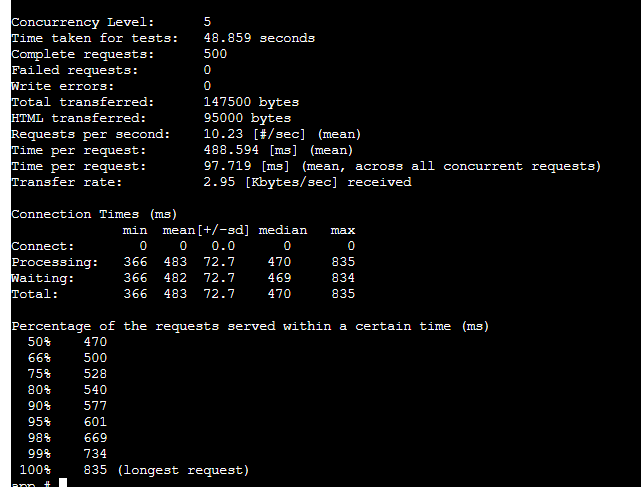 Concurrency Level:      5
Time taken for tests:   48.859 seconds
Complete requests:      500
Failed requests:        0
Write errors:           0
Total transferred:      147500 bytes
HTML transferred:       95000 bytes
Requests per second:    10.23 [#/sec] (mean)
Time per request:       488.594 [ms] (mean)
Time per request:       97.719 [ms] (mean, across all concurrent requests)
Transfer rate:          2.95 [Kbytes/sec] received

Connection Times (ms)
              min  mean[+/-sd] median   max
Connect:        0    0   0.0      0       0
Processing:   366  483  72.7    470     835
Waiting:      366  482  72.7    469     834
Total:        366  483  72.7    470     835

Percentage of the requests served within a certain time (ms)
  50%    470
  66%    500
  75%    528
  80%    540
  90%    577
  95%    601
  98%    669
  99%    734
 100%    835 (longest request)
app #